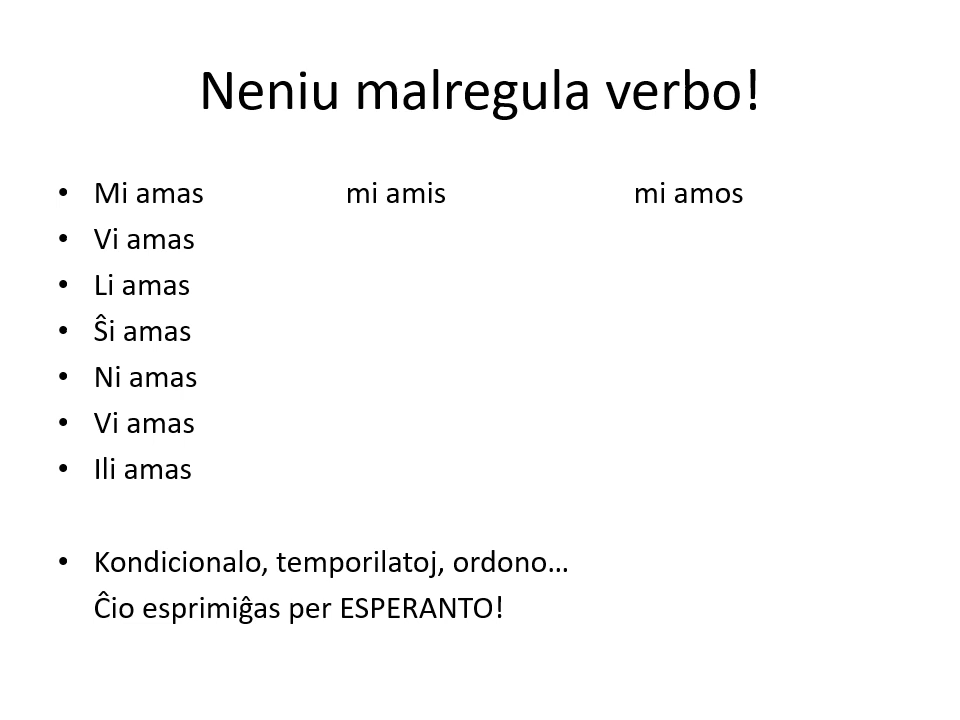 Neniu malregula verbo!
• Mi amas mi amis mi amos
• Vi amas
• Li amas
• Ŝi amas
• Ni amas
• Vi amas
• Ili amas
• Kondicionalo, temporilatoj, ordono…
Ĉio esprimiĝas per ESPERANTO!